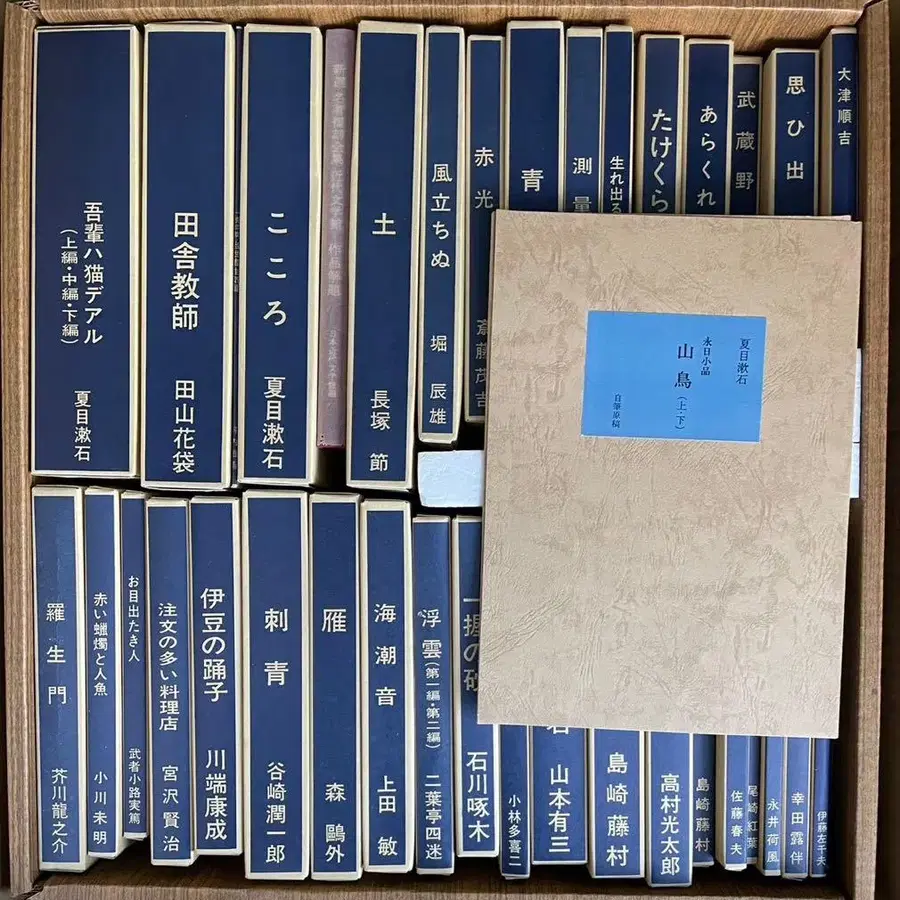 吾輩ハ猫デアル
(上編・中編・下編)
夏目漱石
田舎教師
田山花袋
こころ
夏目漱石
土
長塚 節
風立ちぬ
堀 辰雄
赤光
斎藤茂吉
青
測量
生れ出る
たけくら
あらくれ
武蔵野
思ひ出
大津順吉
夏目漱石
永日小品
山鳥(上・下)
自筆原稿
羅生門
芥川龍之介
赤い蠟燭と人魚
小川未明
お目出たき人
武者小路実篤
注文の多い料理店
宮沢賢治
伊豆の踊子
川端康成
刺青
谷崎潤一郎
雁
森 鷗外
海潮音
上田 敏
浮雲(第一編・第二編)
二葉亭四迷
一握の砂
石川啄木
小林多喜二
山本有三
島崎藤村
高村光太郎
島崎藤村
佐藤春夫
尾崎紅葉
永井荷風
幸田露伴
伊藤左千夫